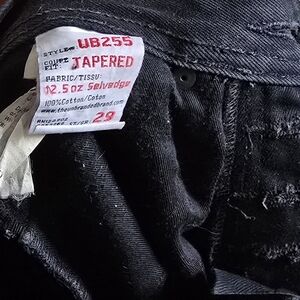 STYLE# UB255
COUPE
FIT: TAPERED
FABRIC/TISSU:
12.5oz Selvedge
100%Cotton/Coton
www.theunbrandedbrand.com
29